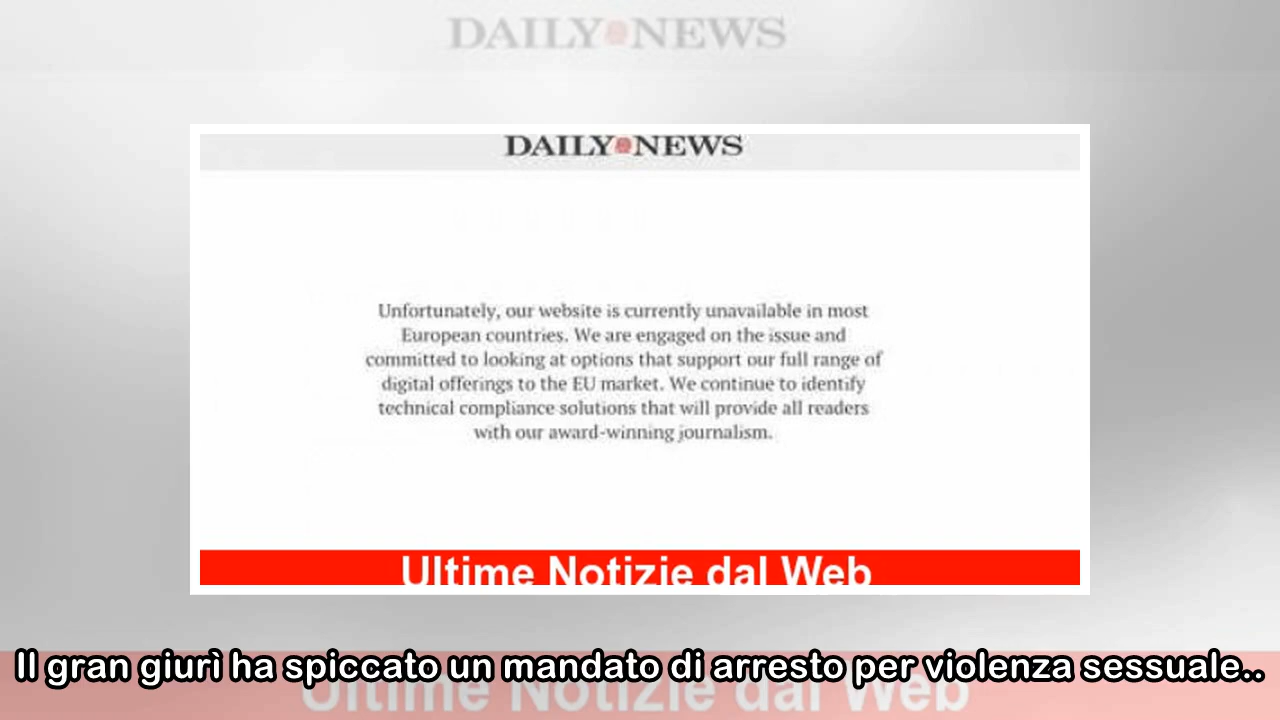 DAILY NEWS
DAILY NEWS
Unfortunately, our website is currently unavailable in most
European countries. We are engaged on the issue and
committed to looking at options that support our full range of
digital offerings to the EU market. We continue to identify
technical compliance solutions that will provide all readers
with our award-winning journalism.
Ultime Notizie dal Web
Il gran giurì ha spiccato un mandato di arresto per violenza sessuale..
Ultime Notizie dal Web